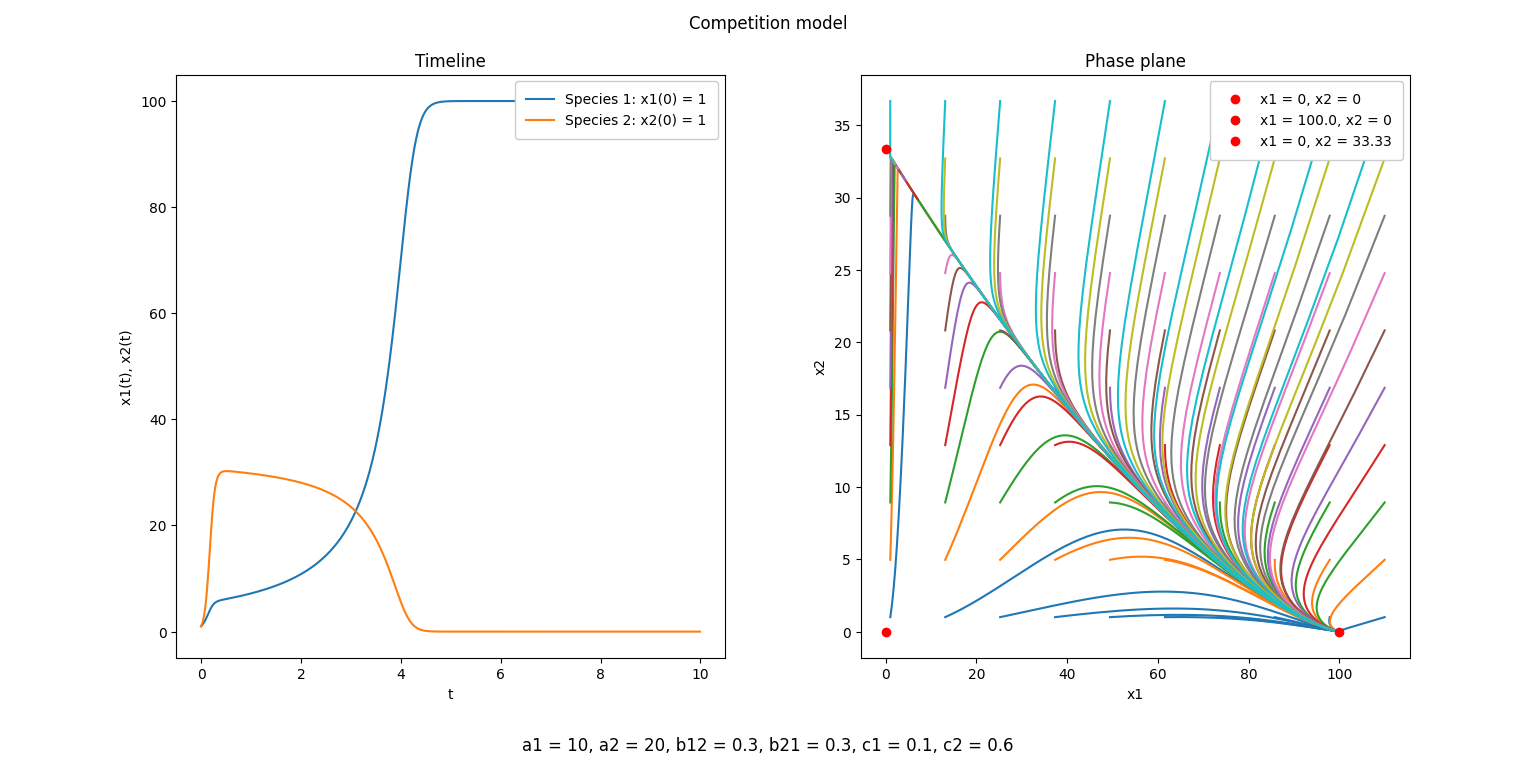 Competition model
Timeline
x1(t), x2(t)
100
80
60
40
20
0
0 2 4 6 8 10
t
Species 1: x1(0) = 1
Species 2: x2(0) = 1
Phase plane
x2
35
30
25
20
15
10
5
0
0 20 40 60 80 100
x1
x1 = 0, x2 = 0
x1 = 100.0, x2 = 0
x1 = 0, x2 = 33.33
a1 = 10, a2 = 20, b12 = 0.3, b21 = 0.3, c1 = 0.1, c2 = 0.6